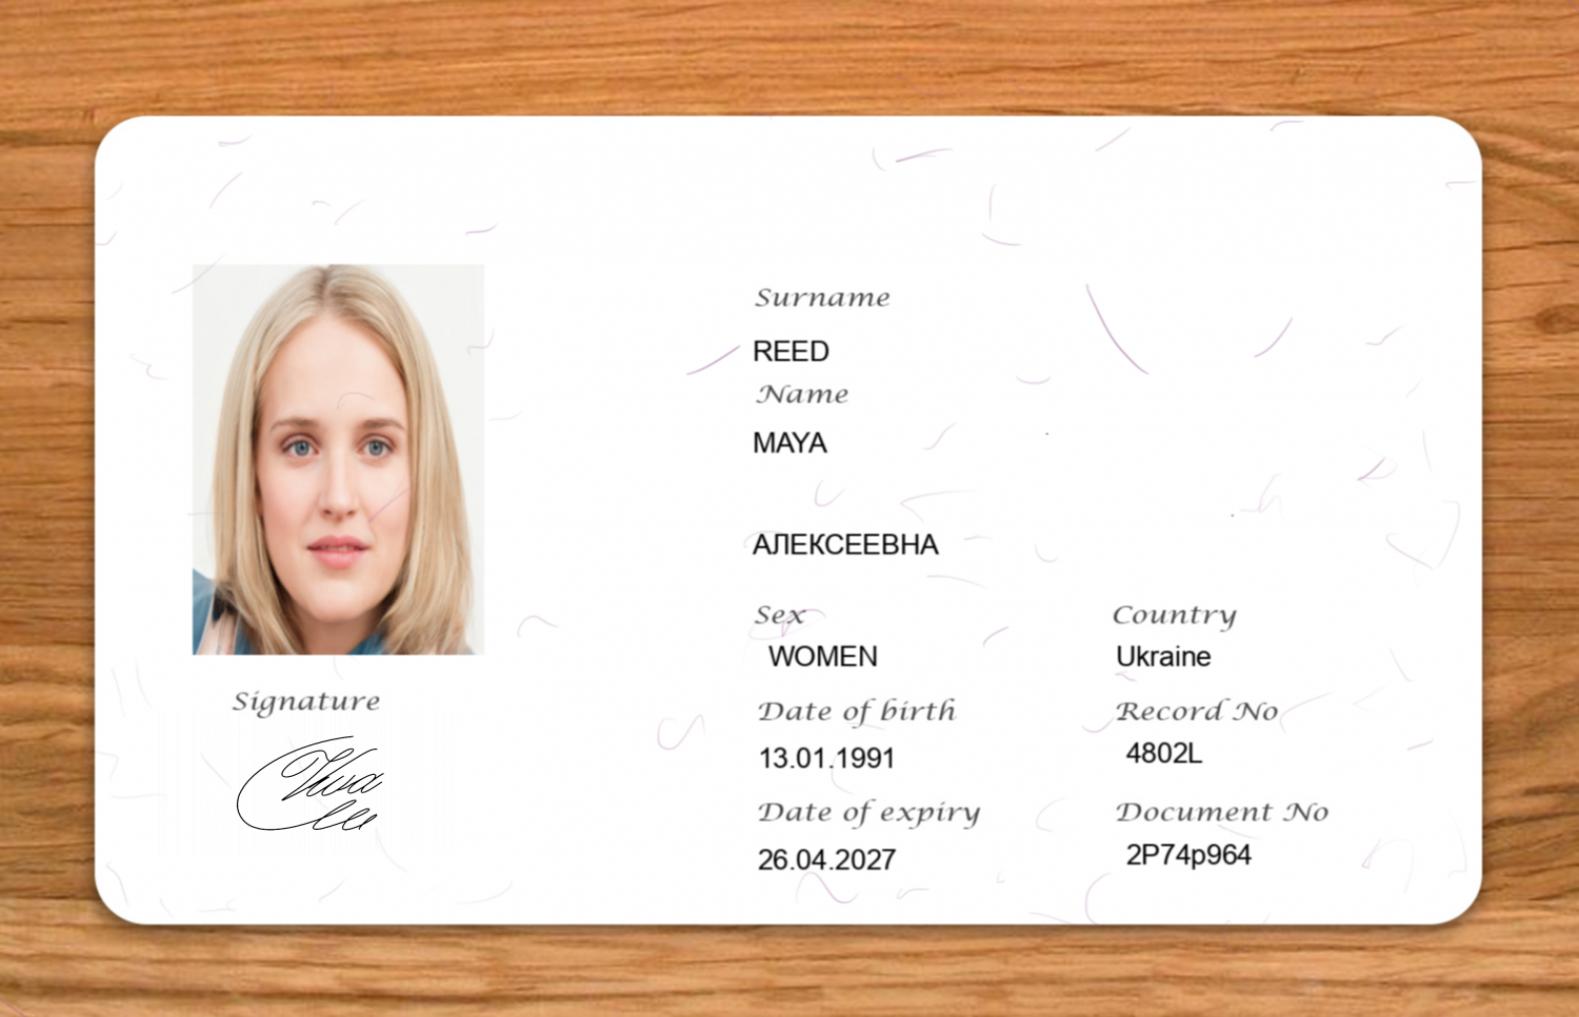 Surname
REED
Name
MAYA
АЛЕКСЕЕВНА
Sex
WOMEN
Country
Ukraine
Signature
Date of birth
13.01.1991
Record No
4802L
Date of expiry
26.04.2027
Document No
2P74p964